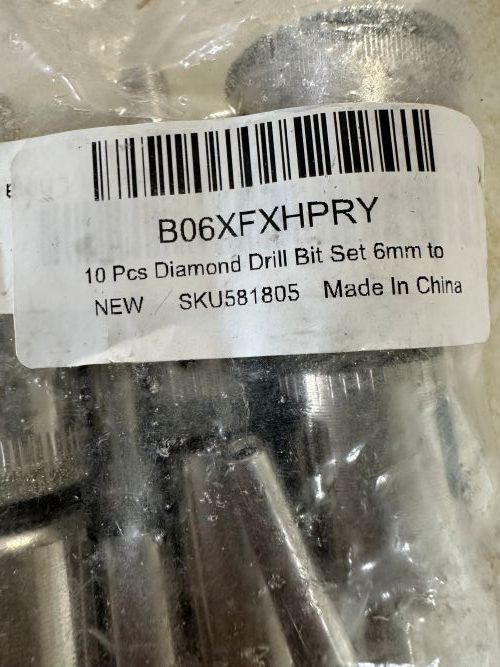 B06XFXHPRY
10 Pcs Diamond Drill Bit Set 6mm to
NEW SKU581805 Made In China